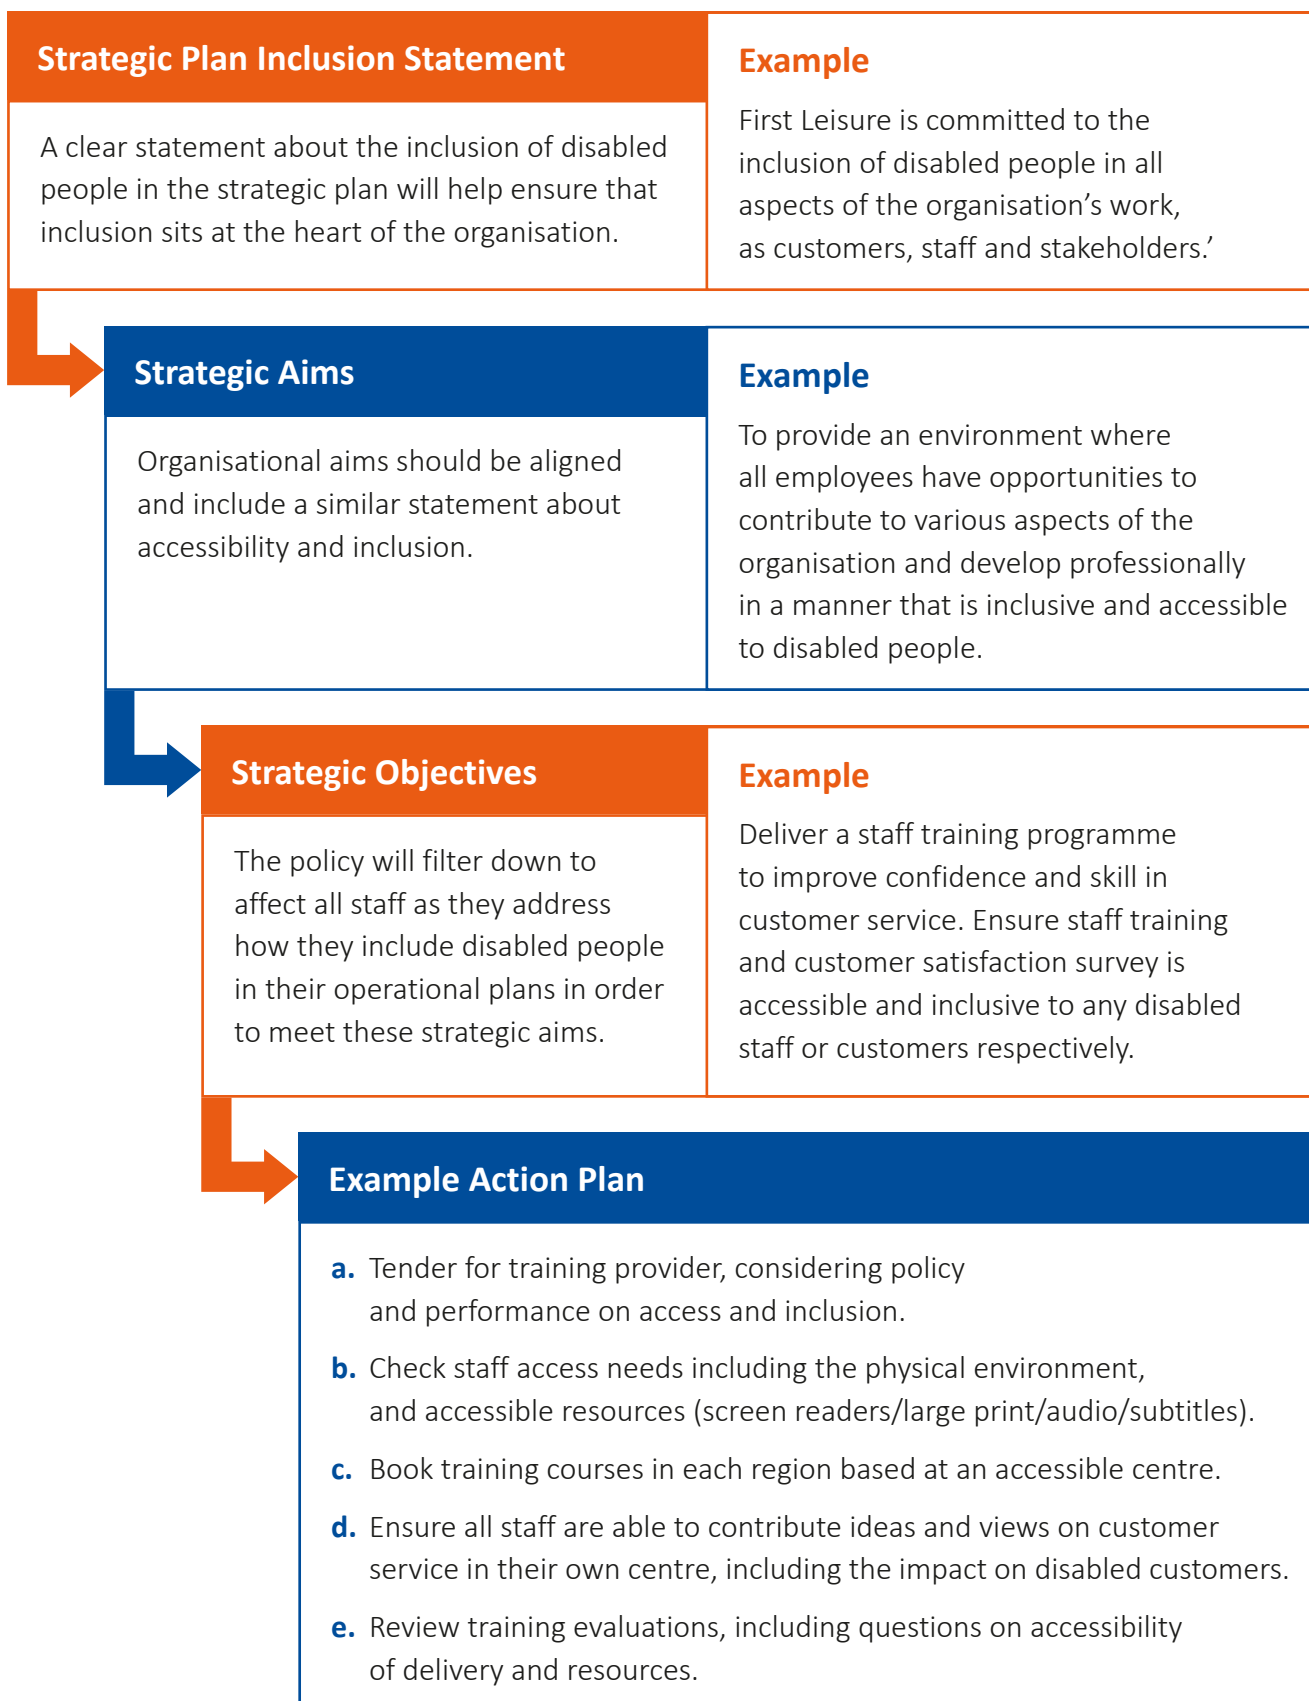 Strategic Plan Inclusion Statement
A clear statement about the inclusion of disabled
people in the strategic plan will help ensure that
inclusion sits at the heart of the organisation.
Example
First Leisure is committed to the
inclusion of disabled people in all
aspects of the organisation’s work,
as customers, staff and stakeholders.’
Strategic Aims
Organisational aims should be aligned
and include a similar statement about
accessibility and inclusion.
Example
To provide an environment where
all employees have opportunities to
contribute to various aspects of the
organisation and develop professionally
in a manner that is inclusive and accessible
to disabled people.
Strategic Objectives
The policy will filter down to
affect all staff as they address
how they include disabled people
in their operational plans in order
to meet these strategic aims.
Example
Deliver a staff training programme
to improve confidence and skill in
customer service. Ensure staff training
and customer satisfaction survey is
accessible and inclusive to any disabled
staff or customers respectively.
Example Action Plan
a. Tender for training provider, considering policy
and performance on access and inclusion.
b. Check staff access needs including the physical environment,
and accessible resources (screen readers/large print/audio/subtitles).
c. Book training courses in each region based at an accessible centre.
d. Ensure all staff are able to contribute ideas and views on customer
service in their own centre, including the impact on disabled customers.
e. Review training evaluations, including questions on accessibility
of delivery and resources.